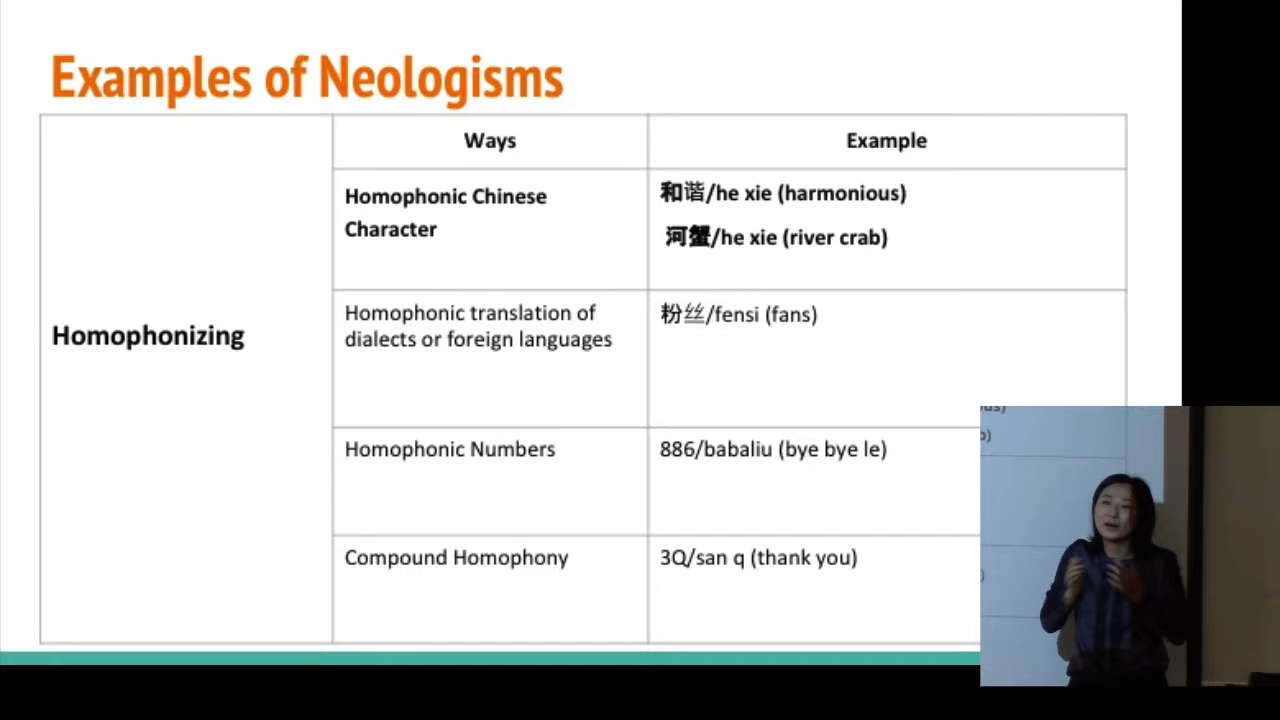 Examples of Neologisms
Ways
Example
Homophonizing
Homophonic Chinese
Character
和谐/he xie (harmonious)
河蟹/he xie (river crab)
Homophonic translation of
dialects or foreign languages
粉丝/fensi (fans)
Homophonic Numbers
886/babaliu (bye bye le)
Compound Homophony
3Q/san q (thank you)